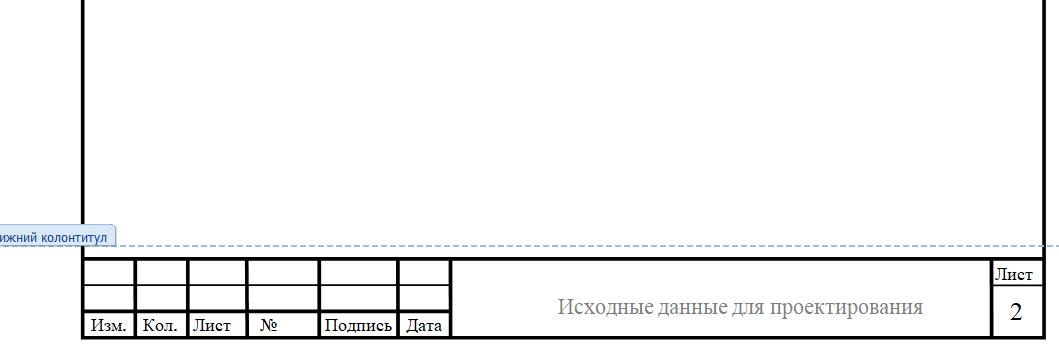 ижний колонтитул
Лист
Исходные данные для проектирования
2
Изм. Кол. Лист № Подпись Дата